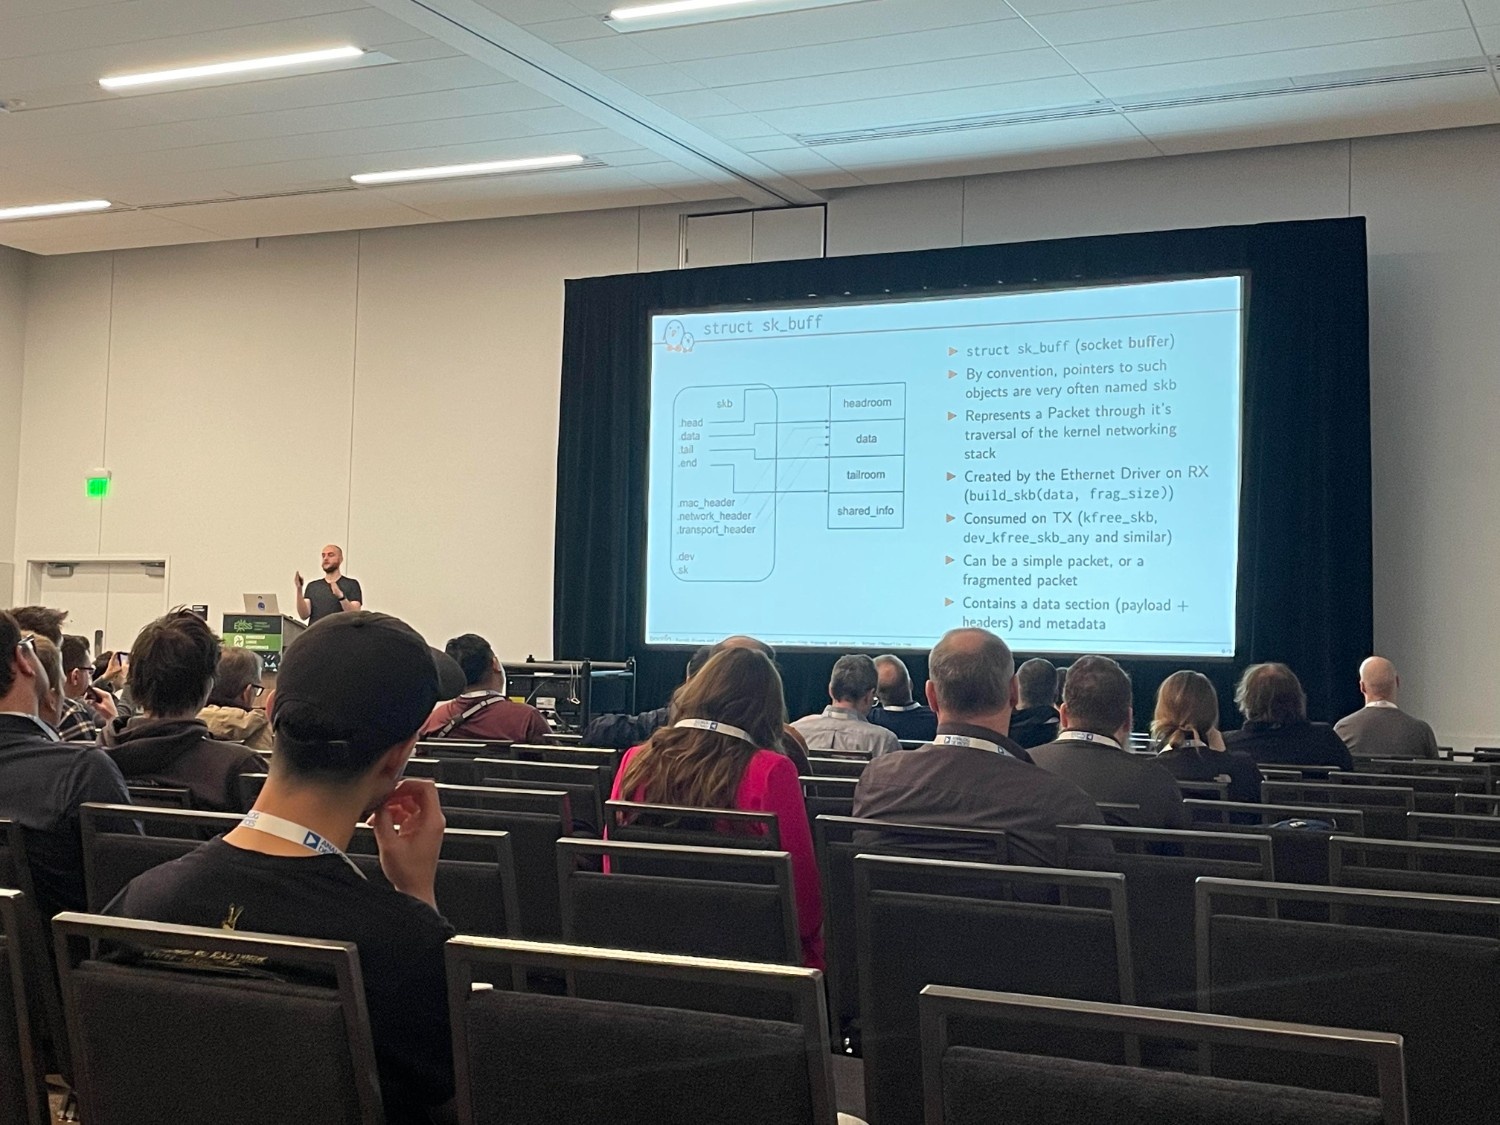 struct sk_buff
skb
.head
.data
.tail
.end
.mac_header
.network_header
.transport_header
.dev
.sk
headroom
data
tailroom
shared_info
▶ struct sk_buff (socket buffer)
▶ By convention, pointers to such
objects are very often named skb
▶ Represents a Packet through it's
traversal of the kernel networking
stack
▶ Created by the Ethernet Driver on RX
(build_skb(data, frag_size))
▶ Consumed on TX (kfree_skb,
dev_kfree_skb_any and similar)
▶ Can be a simple packet, or a
fragmented packet
▶ Contains a data section (payload +
headers) and metadata